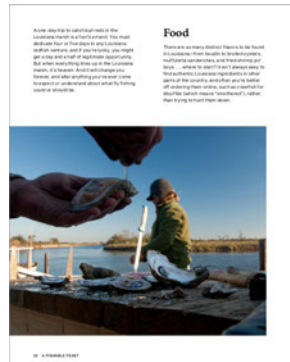 A one-day trip to catch bull reds in the
Louisiana marsh is a fool's errand. You must
dedicate four or five days to any Louisiana
redfish venture, and if you're lucky, you might
get a day and a half of legitimate opportunity.
But when everything lines up in the Louisiana
marsh, it's heaven. And it will change you
forever, and alter anything you've ever come
to expect or understand about what fly fishing
could or should be.
Food
There are so many distinct flavors to be found
in Louisiana—from boudin to broiled oysters,
muffuletta sandwiches, and fried shrimp po'
boys . . . where to start? It isn't always easy to
find authentic Louisiana ingredients in other
parts of the country, and often you're better
off ordering them online, such as crawfish for
étouffée (which means "smothered"), rather
than trying to hunt them down.
22 A FISHABLE FEAST